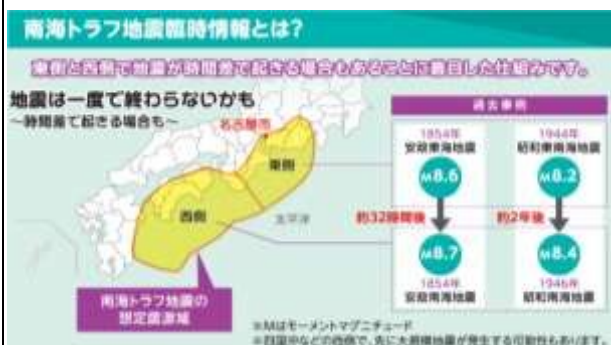 南海トラフ地震臨時情報とは?
東側と西側で地震が時間差で起きる場合もあることに着目した仕組みです。
地震は一度で終わらないかも
~時間差で起きる場合も~
名古屋市
東側
西側
太平洋
南海トラフ地震の
想定震源域
過去事例
1854年
安政東海地震
M8.6
約32時間後
M8.7
1854年
安政南海地震
1944年
昭和東南海地震
M8.2
約2年後
M8.4
1946年
昭和南海地震
※Mはモーメントマグニチュード
※四国沖などの西側で、先に大規模地震が発生する可能性もあります。